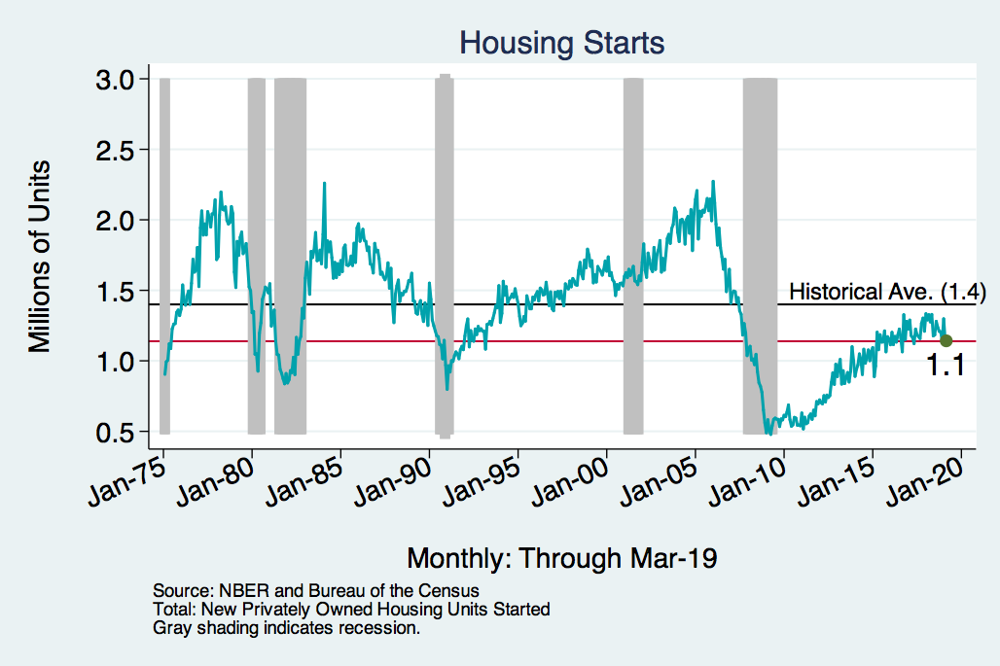 Housing Starts
Millions of Units
3.0
2.5
2.0
1.5
1.0
0.5
Historical Ave. (1.4)
1.1
Jan-75 Jan-80 Jan-85 Jan-90 Jan-95 Jan-00 Jan-05 Jan-10 Jan-15 Jan-20
Monthly: Through Mar-19
Source: NBER and Bureau of the Census
Total: New Privately Owned Housing Units Started
Gray shading indicates recession.